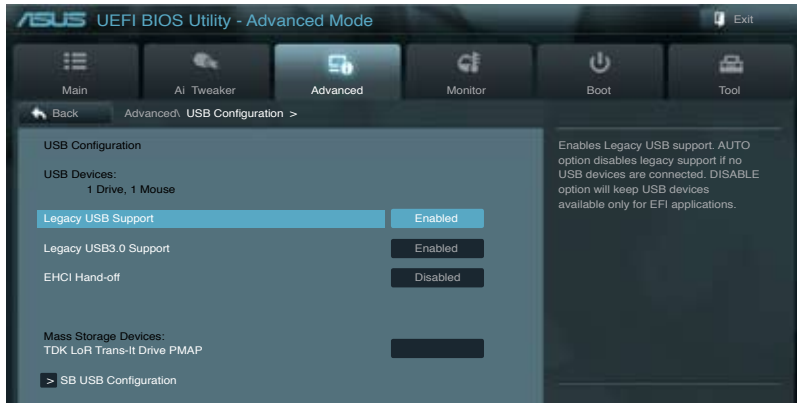 ASUS UEFI BIOS Utility - Advanced Mode
Exit
Main
Ai Tweaker
Advanced
Monitor
Boot
Tool
Back
Advanced\ USB Configuration >
USB Configuration
USB Devices:
1 Drive, 1 Mouse
Legacy USB Support Enabled
Legacy USB3.0 Support Enabled
EHCI Hand-off Disabled
Mass Storage Devices:
TDK LoR Trans-It Drive PMAP
> SB USB Configuration
Enables Legacy USB support. AUTO
option disables legacy support if no
USB devices are connected. DISABLE
option will keep USB devices
available only for EFI applications.